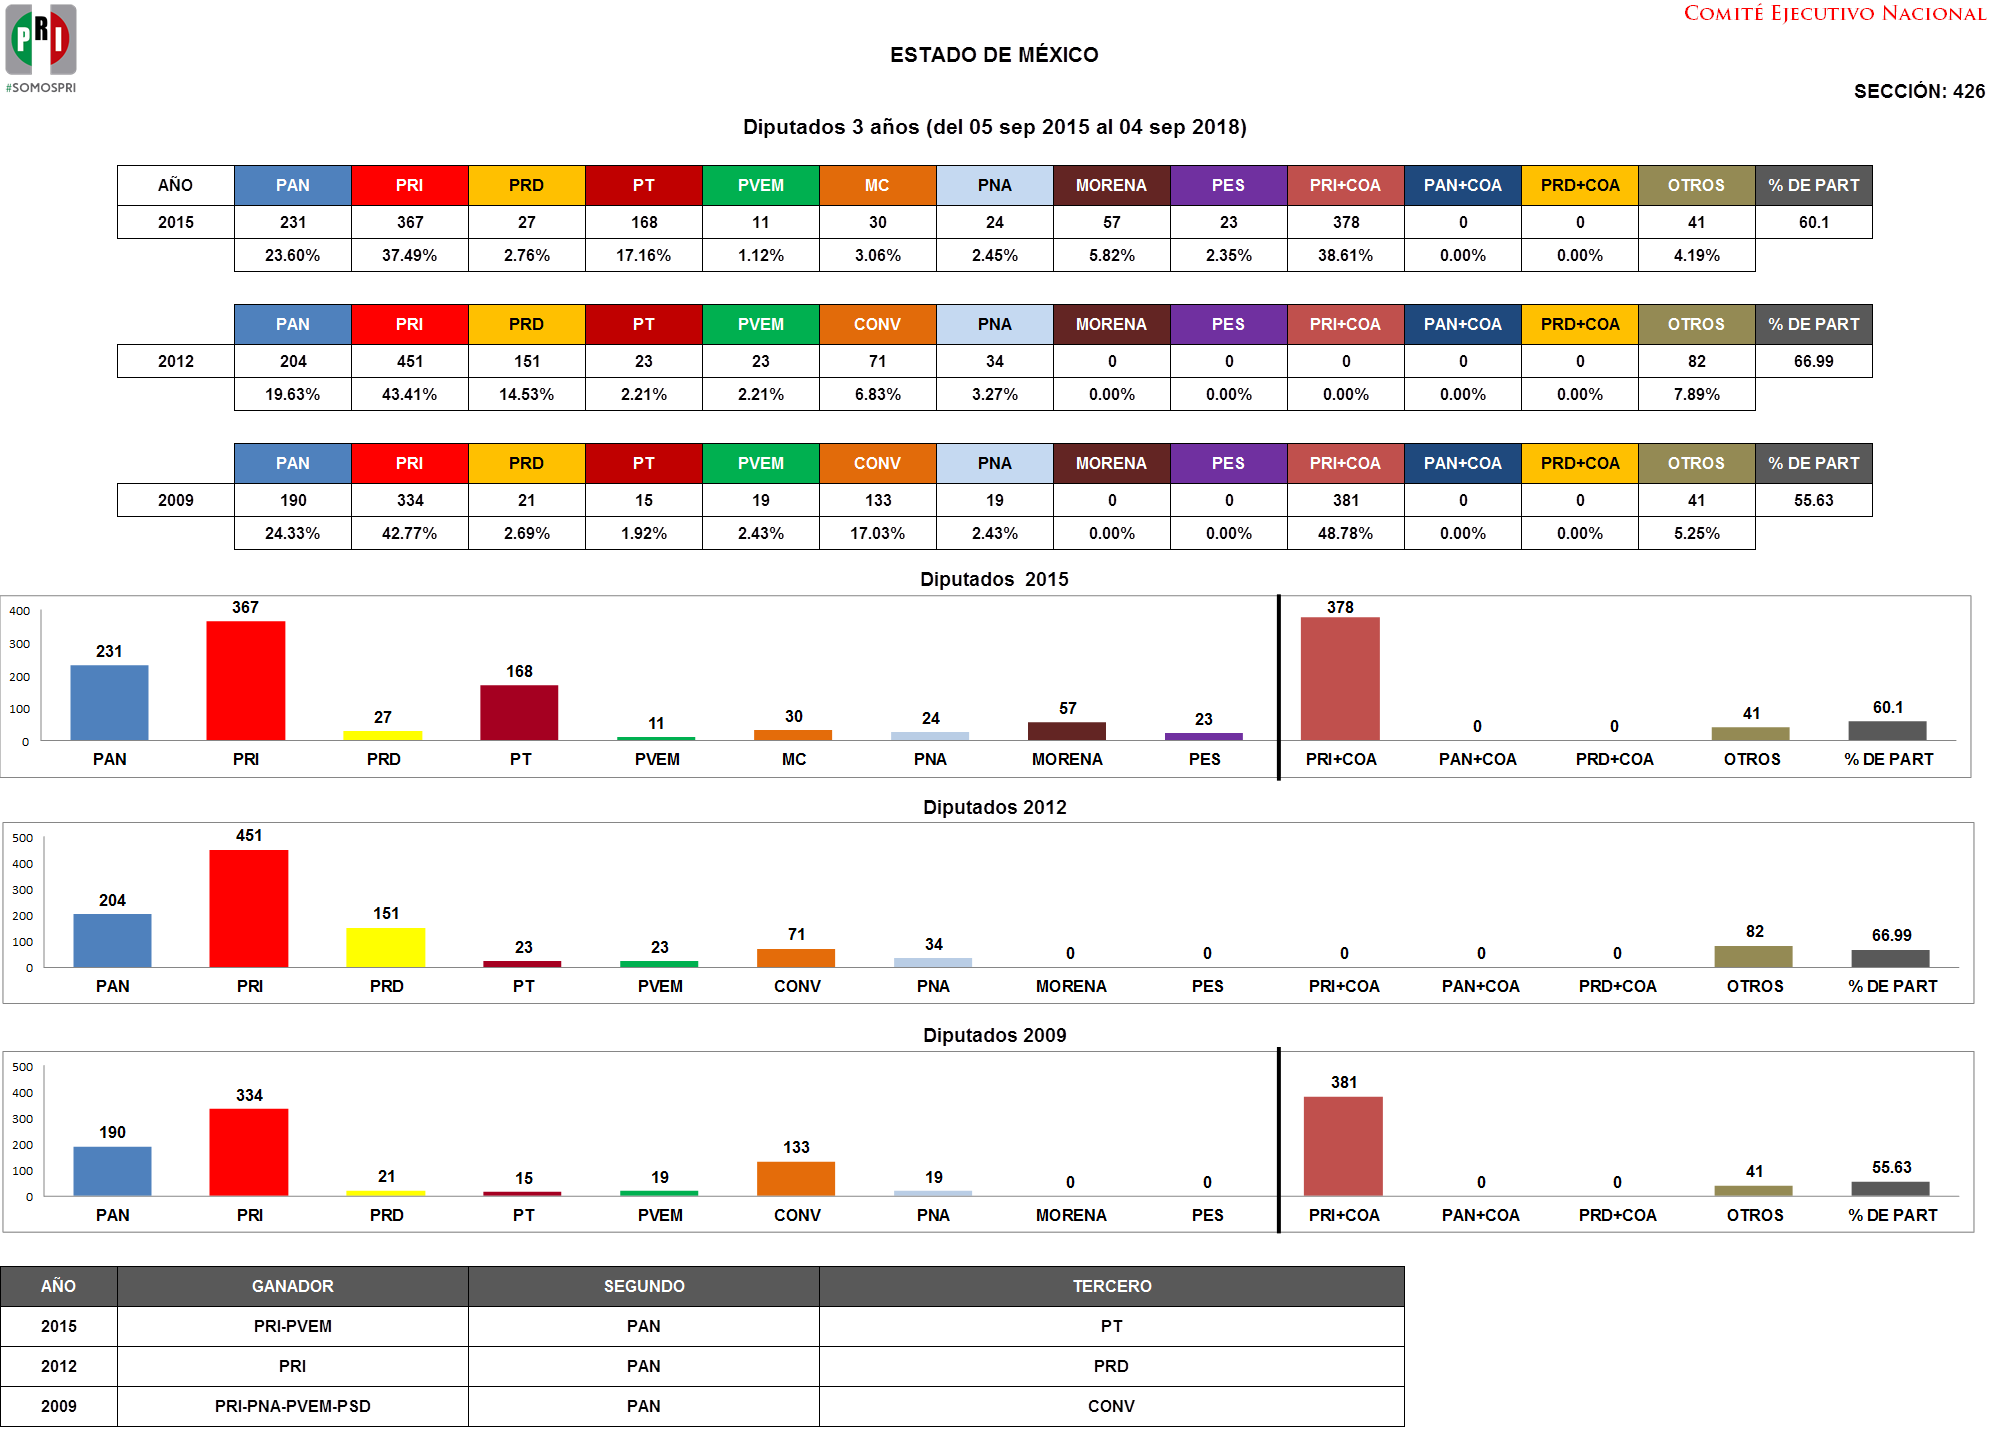 COMITÉ EJECUTIVO NACIONAL
PRI
#SOMOSPRI
ESTADO DE MÉXICO
SECCIÓN: 426
Diputados 3 años (del 05 sep 2015 al 04 sep 2018)
AÑO PAN PRI PRD PT PVEM MC PNA MORENA PES PRI+COA PAN+COA PRD+COA OTROS % DE PART
2015 231 367 27 168 11 30 24 57 23 378 0 0 41 60.1
23.60% 37.49% 2.76% 17.16% 1.12% 3.06% 2.45% 5.82% 2.35% 38.61% 0.00% 0.00% 4.19%
PAN PRI PRD PT PVEM CONV PNA MORENA PES PRI+COA PAN+COA PRD+COA OTROS % DE PART
2012 204 451 151 23 23 71 34 0 0 0 0 0 82 66.99
19.63% 43.41% 14.53% 2.21% 2.21% 6.83% 3.27% 0.00% 0.00% 0.00% 0.00% 0.00% 7.89%
PAN PRI PRD PT PVEM CONV PNA MORENA PES PRI+COA PAN+COA PRD+COA OTROS % DE PART
2009 190 334 21 15 19 133 19 0 0 381 0 0 41 55.63
24.33% 42.77% 2.69% 1.92% 2.43% 17.03% 2.43% 0.00% 0.00% 48.78% 0.00% 0.00% 5.25%
Diputados 2015
400
300
200
100
0
231 367 27 168 11 30 24 57 23 378 0 0 41 60.1
PAN PRI PRD PT PVEM MC PNA MORENA PES PRI+COA PAN+COA PRD+COA OTROS % DE PART
Diputados 2012
500
400
300
200
100
0
204 451 151 23 23 71 34 0 0 0 0 0 82 66.99
PAN PRI PRD PT PVEM CONV PNA MORENA PES PRI+COA PAN+COA PRD+COA OTROS % DE PART
Diputados 2009
500
400
300
200
100
0
190 334 21 15 19 133 19 0 0 381 0 0 41 55.63
PAN PRI PRD PT PVEM CONV PNA MORENA PES PRI+COA PAN+COA PRD+COA OTROS % DE PART
AÑO GANADOR SEGUNDO TERCERO
2015 PRI-PVEM PAN PT
2012 PRI PAN PRD
2009 PRI-PNA-PVEM-PSD PAN CONV